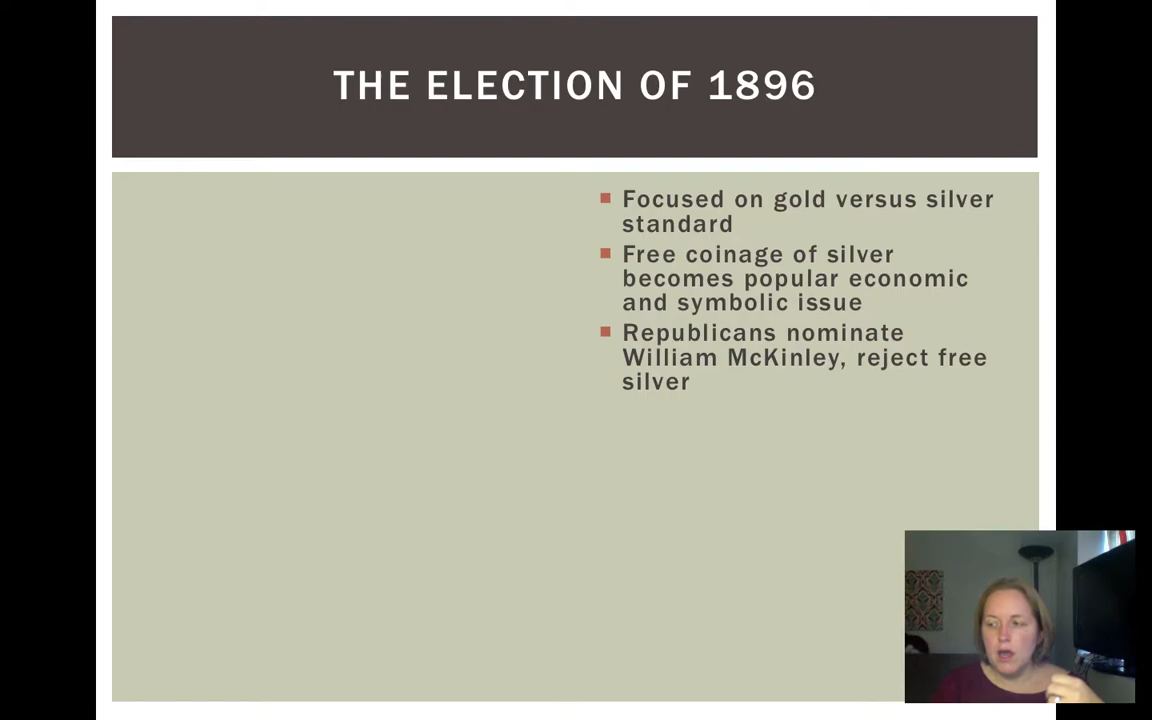 THE ELECTION OF 1896
Focused on gold versus silver
standard
Free coinage of silver
becomes popular economic
and symbolic issue
Republicans nominate
William McKinley, reject free
silver